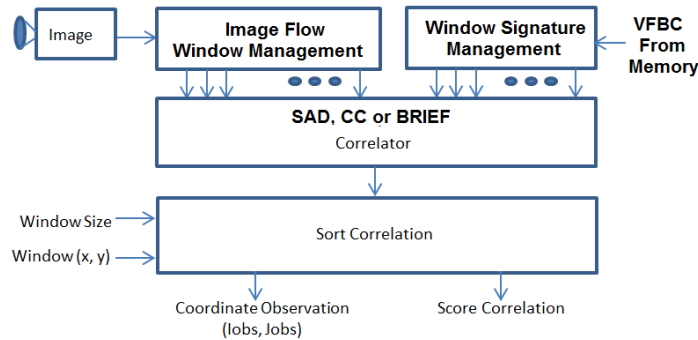 Image
Image Flow
Window Management
Window Signature
Management
VFBC
From
Memory
SAD, CC or BRIEF
Correlator
Window Size
Window (x, y)
Sort Correlation
Coordinate Observation
(Iobs, Jobs)
Score Correlation